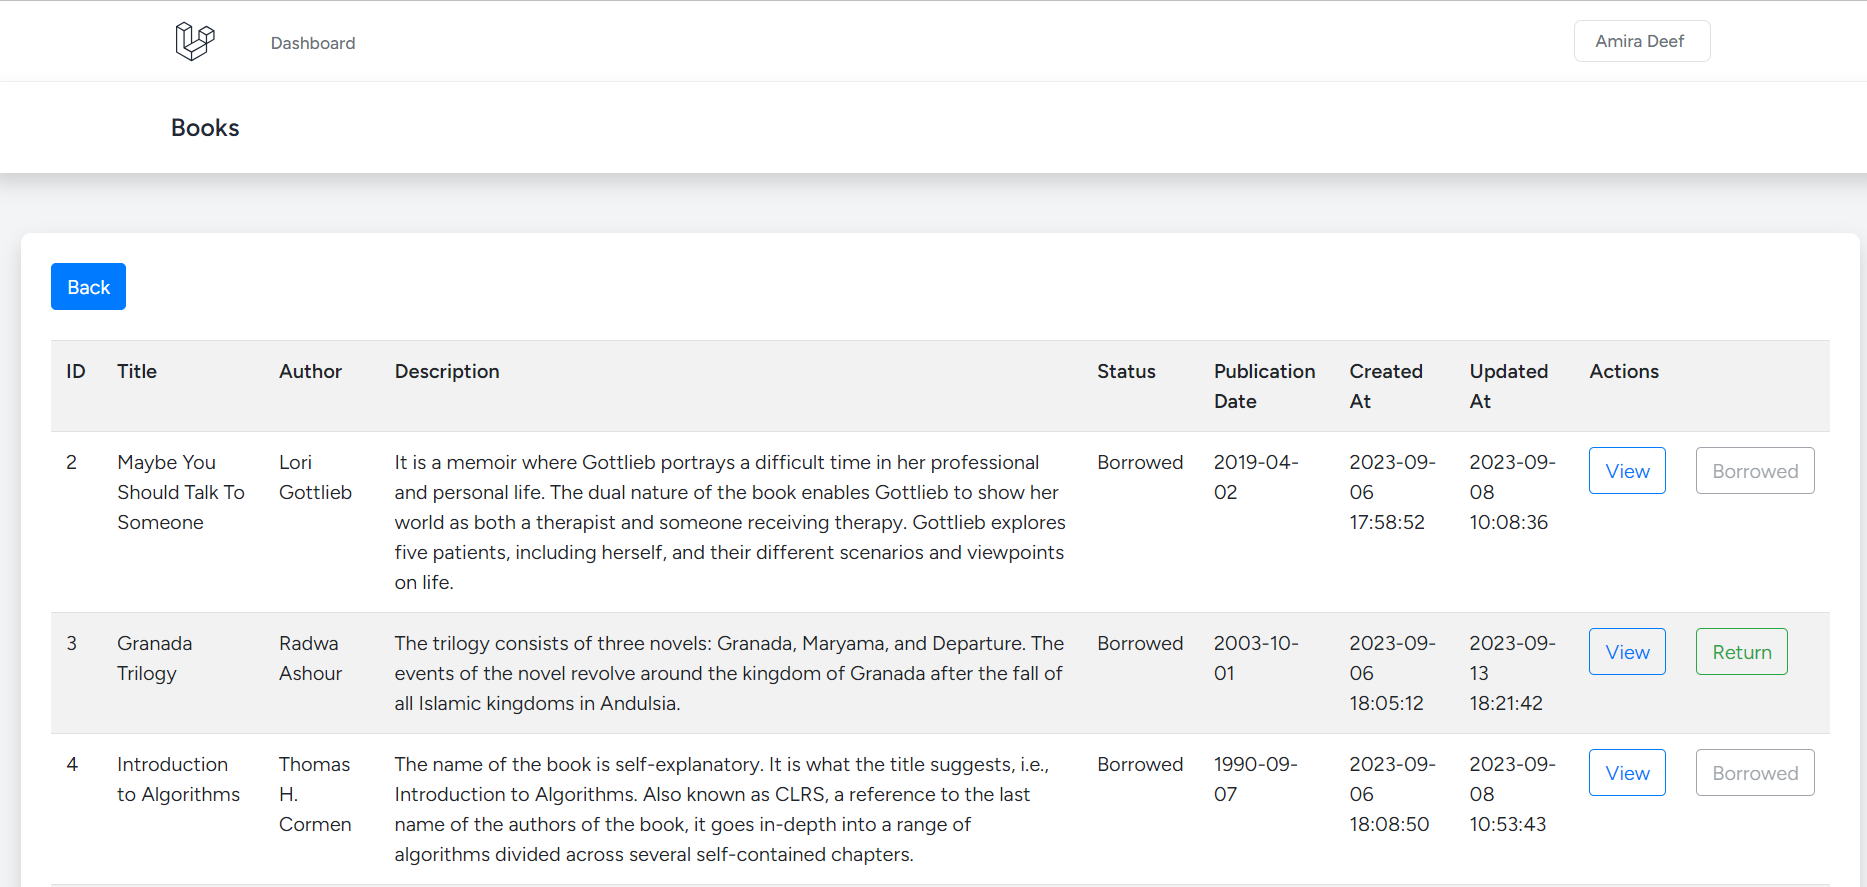 Dashboard
Amira Deef
Books
Back
ID Title Author Description Status Publication Date Created At Updated At Actions
2
Maybe You
Should Talk To
Someone
Lori
Gottlieb
It is a memoir where Gottlieb portrays a difficult time in her professional
and personal life. The dual nature of the book enables Gottlieb to show her
world as both a therapist and someone receiving therapy. Gottlieb explores
five patients, including herself, and their different scenarios and viewpoints
on life.
Borrowed
2019-04-
02
2023-09-
06
17:58:52
2023-09-
08
10:08:36
View
Borrowed
3
Granada
Trilogy
Radwa
Ashour
The trilogy consists of three novels: Granada, Maryama, and Departure. The
events of the novel revolve around the kingdom of Granada after the fall of
all Islamic kingdoms in Andulsia.
Borrowed
2003-10-
01
2023-09-
06
18:05:12
2023-09-
13
18:21:42
View
Return
4
Introduction
to Algorithms
Thomas
H.
Cormen
The name of the book is self-explanatory. It is what the title suggests, i.e.,
Introduction to Algorithms. Also known as CLRS, a reference to the last
name of the authors of the book, it goes in-depth into a range of
algorithms divided across several self-contained chapters.
Borrowed
1990-09-
07
2023-09-
06
18:08:50
2023-09-
08
10:53:43
View
Borrowed